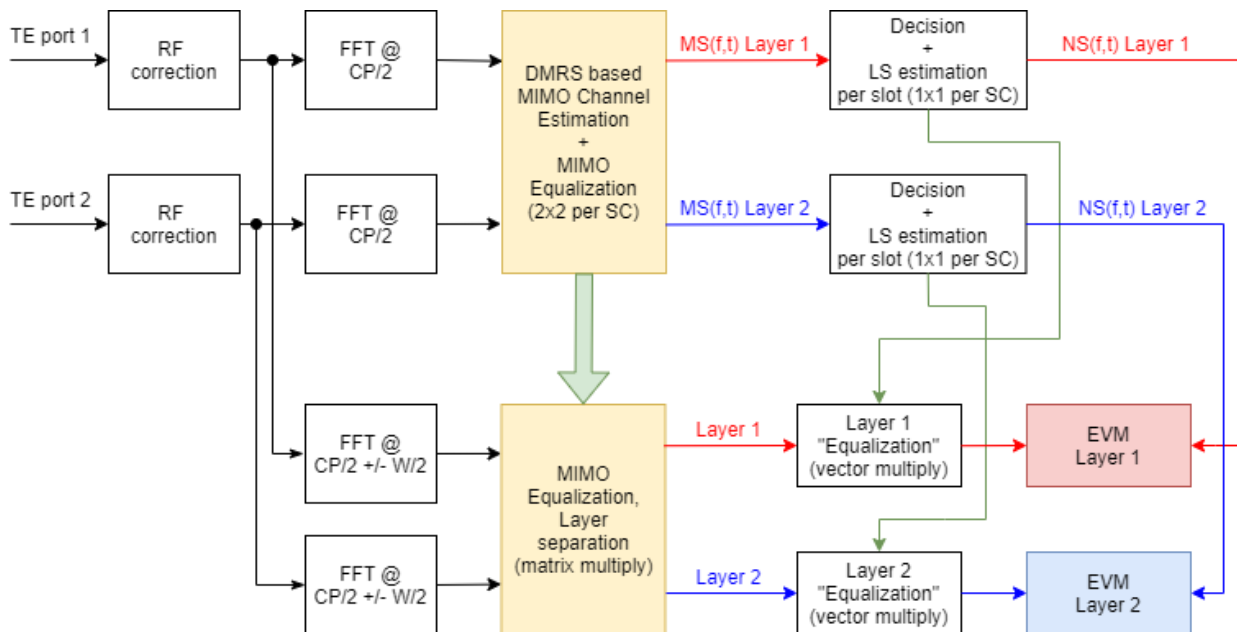 TE port 1
RF
correction
FFT @
CP/2
DMRS based
MIMO Channel
Estimation
+
MIMO
Equalization
(2x2 per SC)
MS(f,t) Layer 1
Decision
+
LS estimation
per slot (1x1 per SC)
NS(f,t) Layer 1
TE port 2
RF
correction
FFT @
CP/2
MS(f,t) Layer 2
Decision
+
LS estimation
per slot (1x1 per SC)
NS(f,t) Layer 2
FFT @
CP/2 +/- W/2
MIMO
Equalization,
Layer
separation
(matrix multiply)
Layer 1
Layer 1
"Equalization"
(vector multiply)
EVM
Layer 1
FFT @
CP/2 +/- W/2
Layer 2
Layer 2
"Equalization"
(vector multiply)
EVM
Layer 2